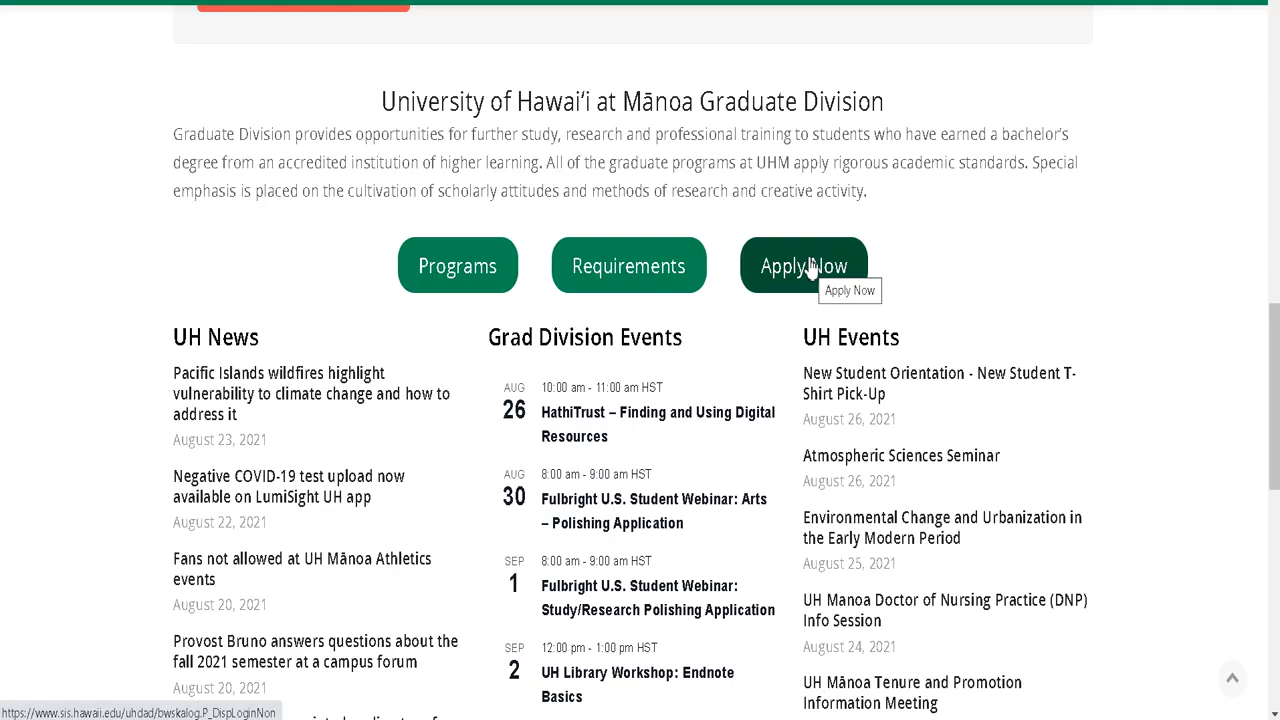 University of Hawaiʻi at Mānoa Graduate Division
Graduate Division provides opportunities for further study, research and professional training to students who have earned a bachelor's
degree from an accredited institution of higher learning. All of the graduate programs at UHM apply rigorous academic standards. Special
emphasis is placed on the cultivation of scholarly attitudes and methods of research and creative activity.
Programs
Requirements
Apply Now
Apply Now
UH News
Pacific Islands wildfires highlight
vulnerability to climate change and how to
address it
August 23, 2021
Negative COVID-19 test upload now
available on LumiSight UH app
August 22, 2021
Fans not allowed at UH Mānoa Athletics
events
August 20, 2021
Provost Bruno answers questions about the
fall 2021 semester at a campus forum
August 20, 2021
Grad Division Events
AUG
26
10:00 am - 11:00 am HST
HathiTrust – Finding and Using Digital
Resources
AUG
30
8:00 am - 9:00 am HST
Fulbright U.S. Student Webinar: Arts
– Polishing Application
SEP
1
8:00 am - 9:00 am HST
Fulbright U.S. Student Webinar:
Study/Research Polishing Application
SEP
2
12:00 pm - 1:00 pm HST
UH Library Workshop: Endnote
Basics
UH Events
New Student Orientation - New Student T-
Shirt Pick-Up
August 26, 2021
Atmospheric Sciences Seminar
August 26, 2021
Environmental Change and Urbanization in
the Early Modern Period
August 25, 2021
UH Manoa Doctor of Nursing Practice (DNP)
Info Session
August 24, 2021
UH Mānoa Tenure and Promotion
Information Meeting
https://www.sis.hawaii.edu/uhdad/bwskalog.P_DispLoginNon